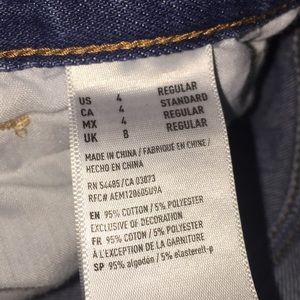 US 4 REGULAR
CA 4 STANDARD
MX 4 REGULAR
UK 8 REGULAR
MADE IN CHINA / FABRIQUÉ EN CHINE /
HECHO EN CHINA
RN 54485/CA 03873
RFC# AEM120605U9A
EN 95% COTTON / 5% POLYESTER
EXCLUSIVE OF DECORATION
FR 95% COTON / 5% POLYESTER
À L'EXCEPTION DE LA GARNITURE
SP 95% algodón / 5% elasterell-p